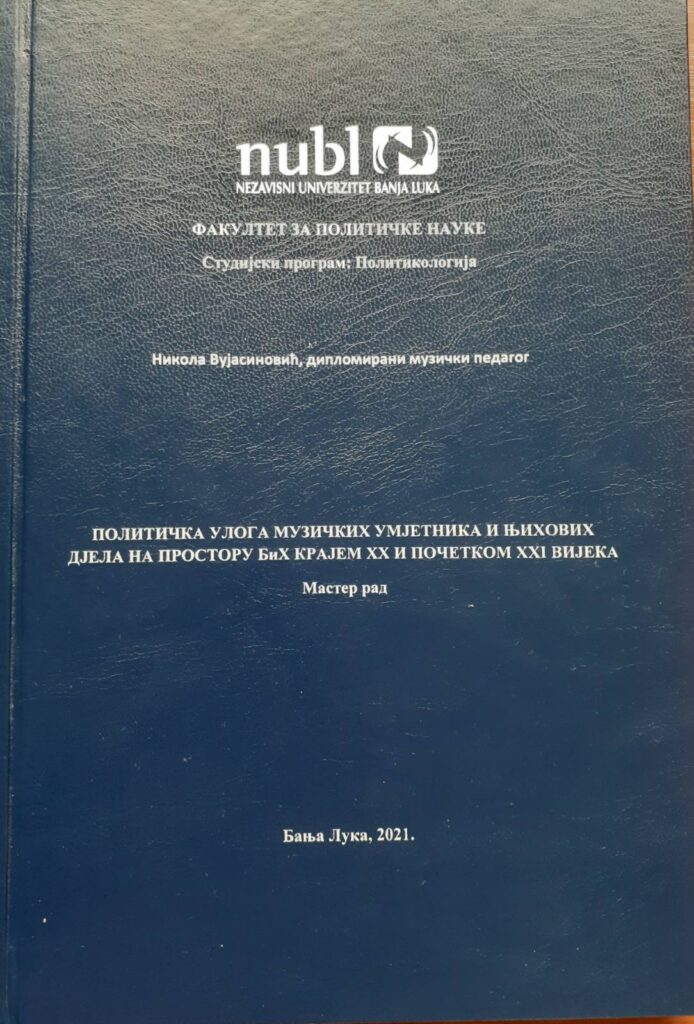 nubl
NEZAVISNI UNIVERZITET BANJA LUKA
ФАКУЛТЕТ ЗА ПОЛИТИЧКЕ НАУКЕ
Студијски програм: Политикологија
Никола Вујасиновић, дипломирани музички педагог
ПОЛИТИЧКА УЛОГА МУЗИЧКИХ УМЈЕТНИКА И ЊИХОВИХ
ДЈЕЛА НА ПРОСТОРУ БиХ КРАЈЕМ XX И ПОЧЕТКОМ XXI ВИЈЕКА
Мастер рад
Бања Лука, 2021.